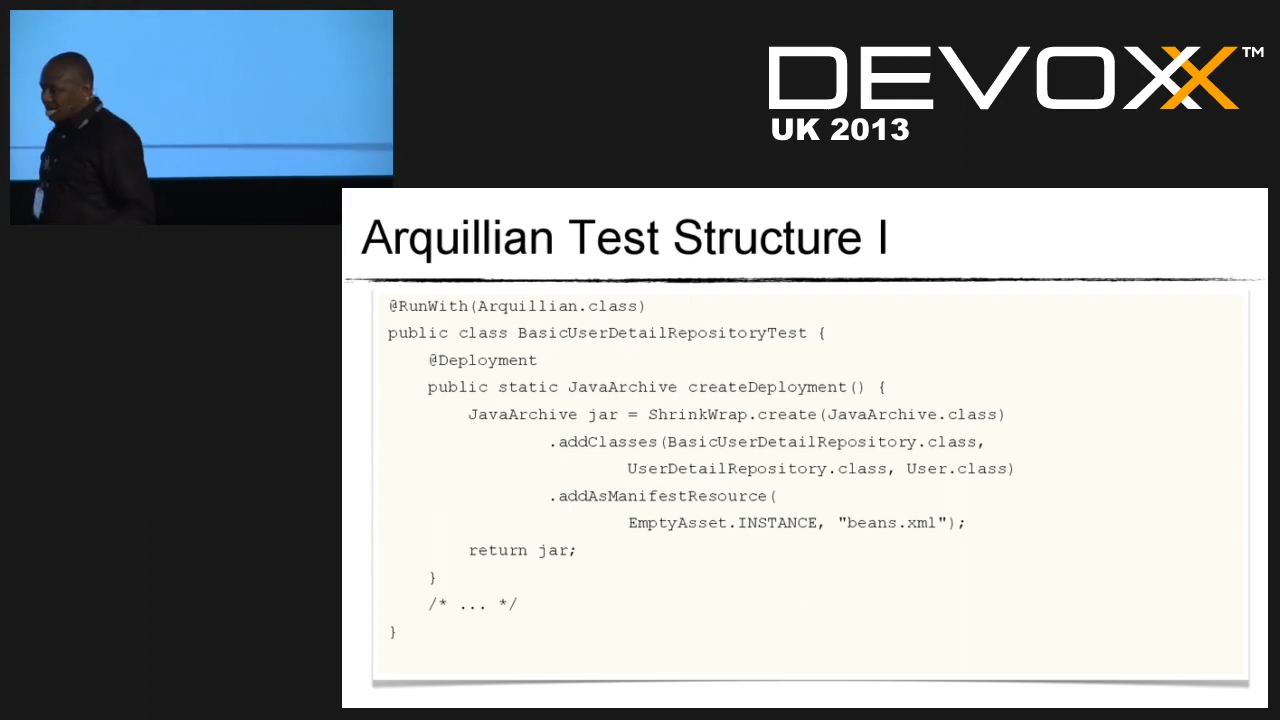 DEVOXX™
UK 2013
Arquillian Test Structure I
@RunWith(Arquillian.class)
public class BasicUserDetailRepositoryTest {
    @Deployment
    public static JavaArchive createDeployment() {
        JavaArchive jar = ShrinkWrap.create(JavaArchive.class)
                .addClasses(BasicUserDetailRepository.class,
                        UserDetailRepository.class, User.class)
                .addAsManifestResource(
                        EmptyAsset.INSTANCE, "beans.xml");
        return jar;
    }
    /* ... */
}